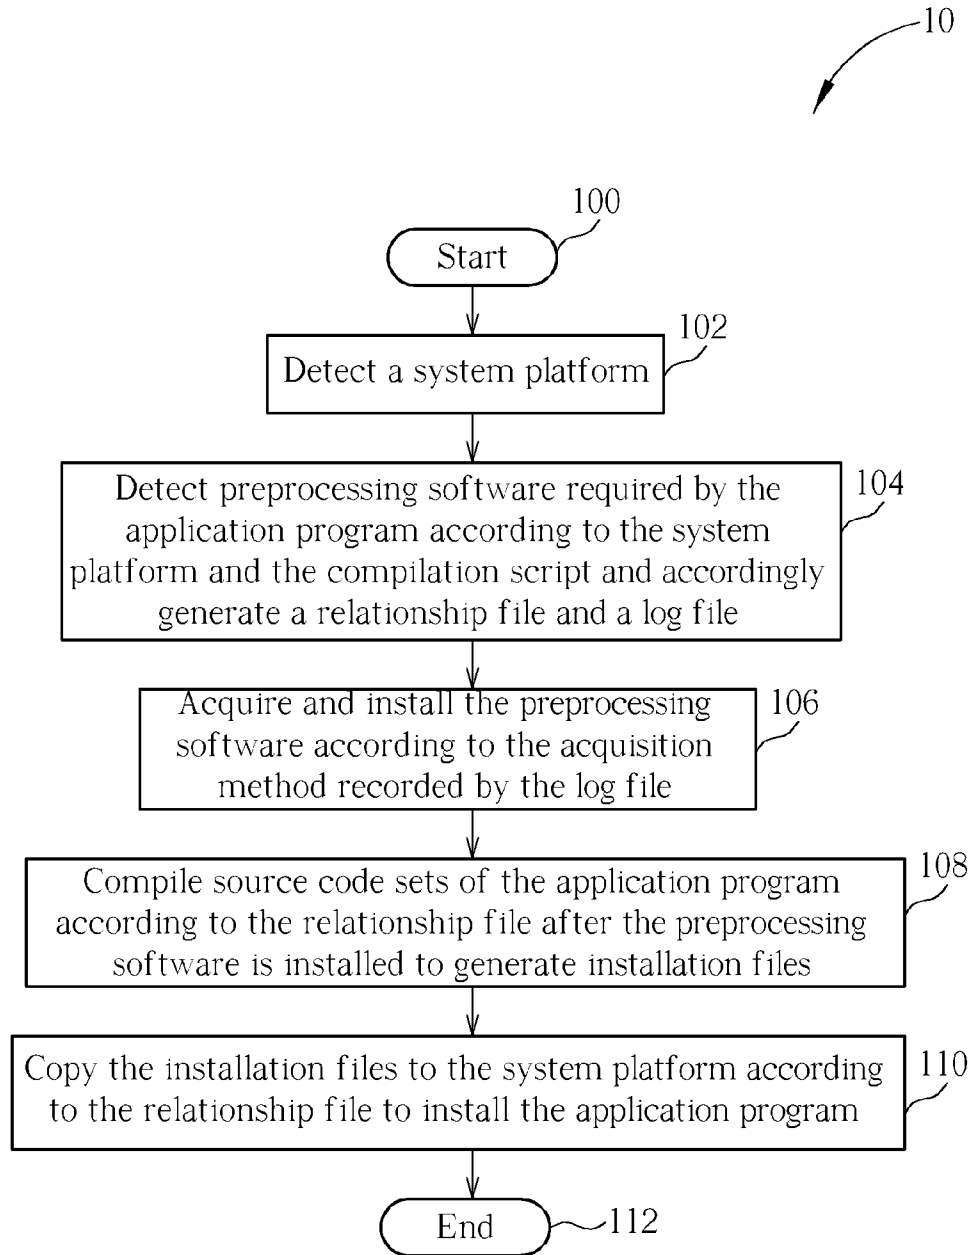 10
100
Start
102
Detect a system platform
104
Detect preprocessing software required by the
application program according to the system
platform and the compilation script and accordingly
generate a relationship file and a log file
106
Acquire and install the preprocessing
software according to the acquisition
method recorded by the log file
108
Compile source code sets of the application program
according to the relationship file after the preprocessing
software is installed to generate installation files
110
Copy the installation files to the system platform according
to the relationship file to install the application program
End
112